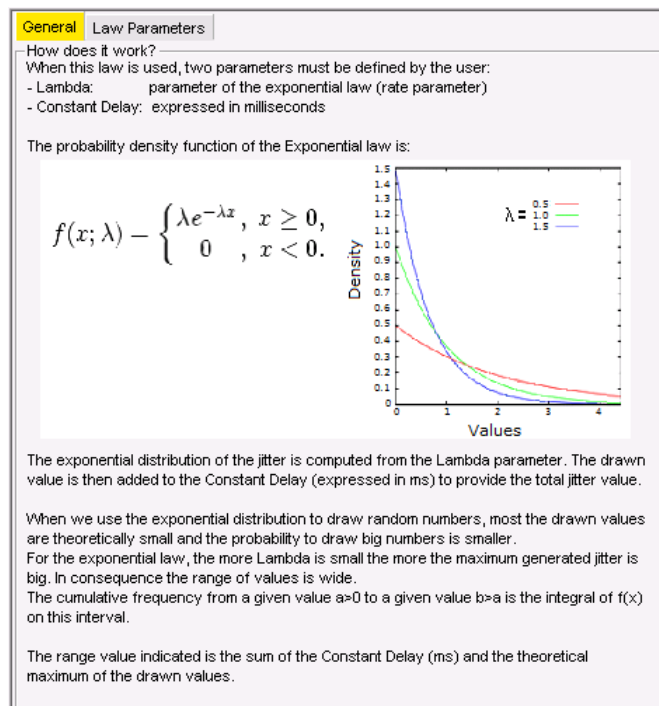 General Law Parameters
How does it work?
When this law is used, two parameters must be defined by the user:
- Lambda: parameter of the exponential law (rate parameter)
- Constant Delay: expressed in milliseconds
The probability density function of the Exponential law is:
f(x; λ) = { λe^{-λx} , x ≥ 0,
0 , x < 0.
Density
1.5
1.4
1.3
1.2
1.1
1.0
0.9
0.8
0.7
0.6
0.5
0.4
0.3
0.2
0.1
0
λ =
0.5
1.0
1.5
0 1 2 3 4
Values
The exponential distribution of the jitter is computed from the Lambda parameter. The drawn
value is then added to the Constant Delay (expressed in ms) to provide the total jitter value.
When we use the exponential distribution to draw random numbers, most the drawn values
are theoretically small and the probability to draw big numbers is smaller.
For the exponential law, the more Lambda is small the more the maximum generated jitter is
big. In consequence the range of values is wide.
The cumulative frequency from a given value a>0 to a given value b>a is the integral of f(x)
on this interval.
The range value indicated is the sum of the Constant Delay (ms) and the theoretical
maximum of the drawn values.